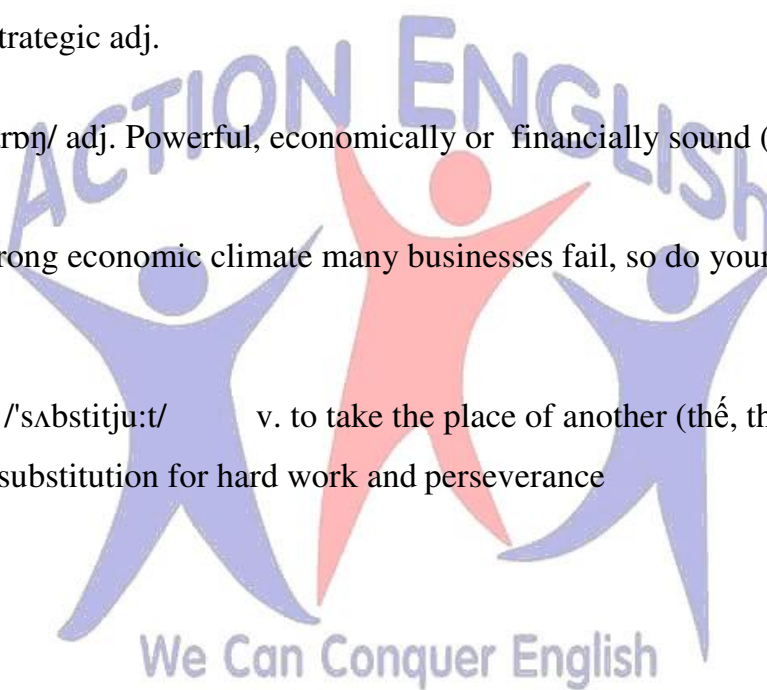 trategic adj.
ACTION ENGLISH
rɒŋ/ adj. Powerful, economically or  financially sound (
rong economic climate many businesses fail, so do your
/'sʌbstitju:t/ v. to take the place of another (thế, th
substitution for hard work and perseverance
We Can Conquer English